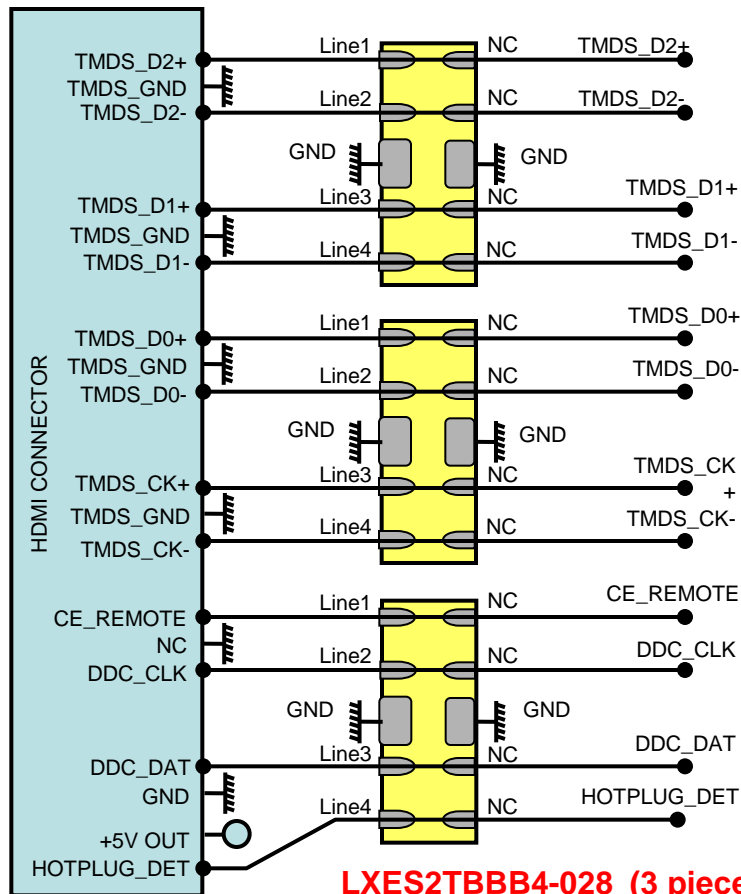 TMDS_D2+ Line1 NC TMDS_D2+
TMDS_GND
TMDS_D2- Line2 NC TMDS_D2-
GND GND
TMDS_D1+ Line3 NC TMDS_D1+
TMDS_GND
TMDS_D1- Line4 NC TMDS_D1-
TMDS_D0+ Line1 NC TMDS_D0+
TMDS_GND
TMDS_D0- Line2 NC TMDS_D0-
HDMI CONNECTOR
GND GND
TMDS_CK+ Line3 NC TMDS_CK
+
TMDS_GND
TMDS_CK- Line4 NC TMDS_CK-
CE_REMOTE Line1 NC CE_REMOTE
NC
DDC_CLK Line2 NC DDC_CLK
GND GND
DDC_DAT Line3 NC DDC_DAT
GND
Line4 NC HOTPLUG_DET
+5V OUT
HOTPLUG_DET
LXES2TBBB4-028 (3 piece